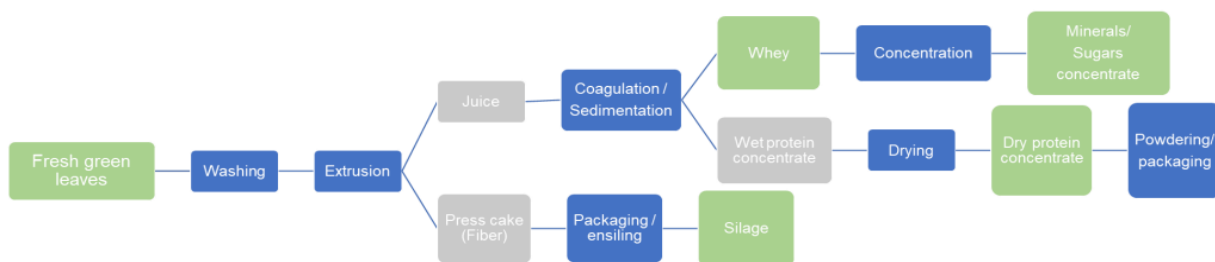 Fresh green
leaves
Washing
Extrusion
Juice
Coagulation /
Sedimentation
Whey
Concentration
Minerals/
Sugars
concentrate
Wet protein
concentrate
Drying
Dry protein
concentrate
Powdering/
packaging
Press cake
(Fiber)
Packaging /
ensiling
Silage